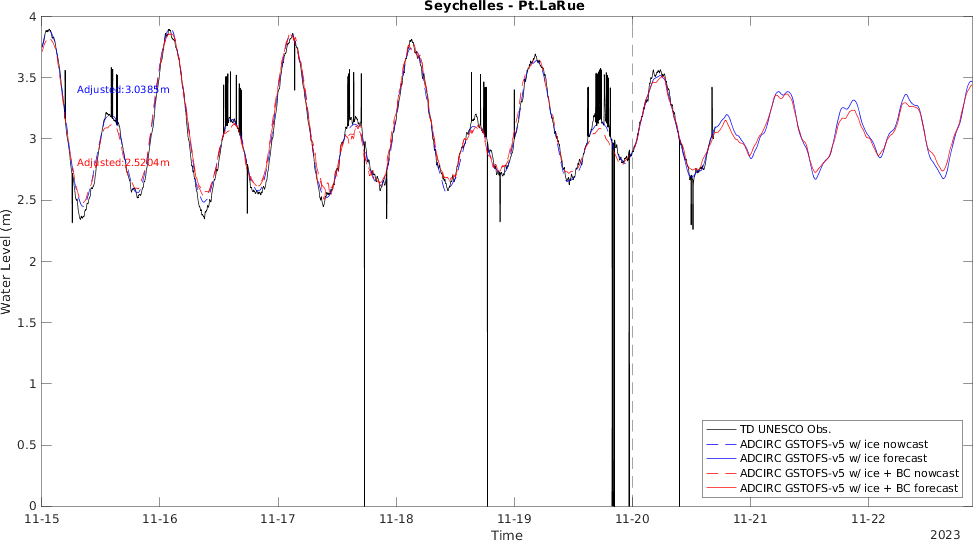 Seychelles - Pt.LaRue
Water Level (m)
4
3.5
3
2.5
2
1.5
1
0.5
0
Adjusted:3.0385m
Adjusted:2.5204m
TD UNESCO Obs.
ADCIRC GSTOFS-v5 w/ ice nowcast
ADCIRC GSTOFS-v5 w/ ice forecast
ADCIRC GSTOFS-v5 w/ ice + BC nowcast
ADCIRC GSTOFS-v5 w/ ice + BC forecast
11-15 11-16 11-17 11-18 11-19 11-20 11-21 11-22
Time
2023